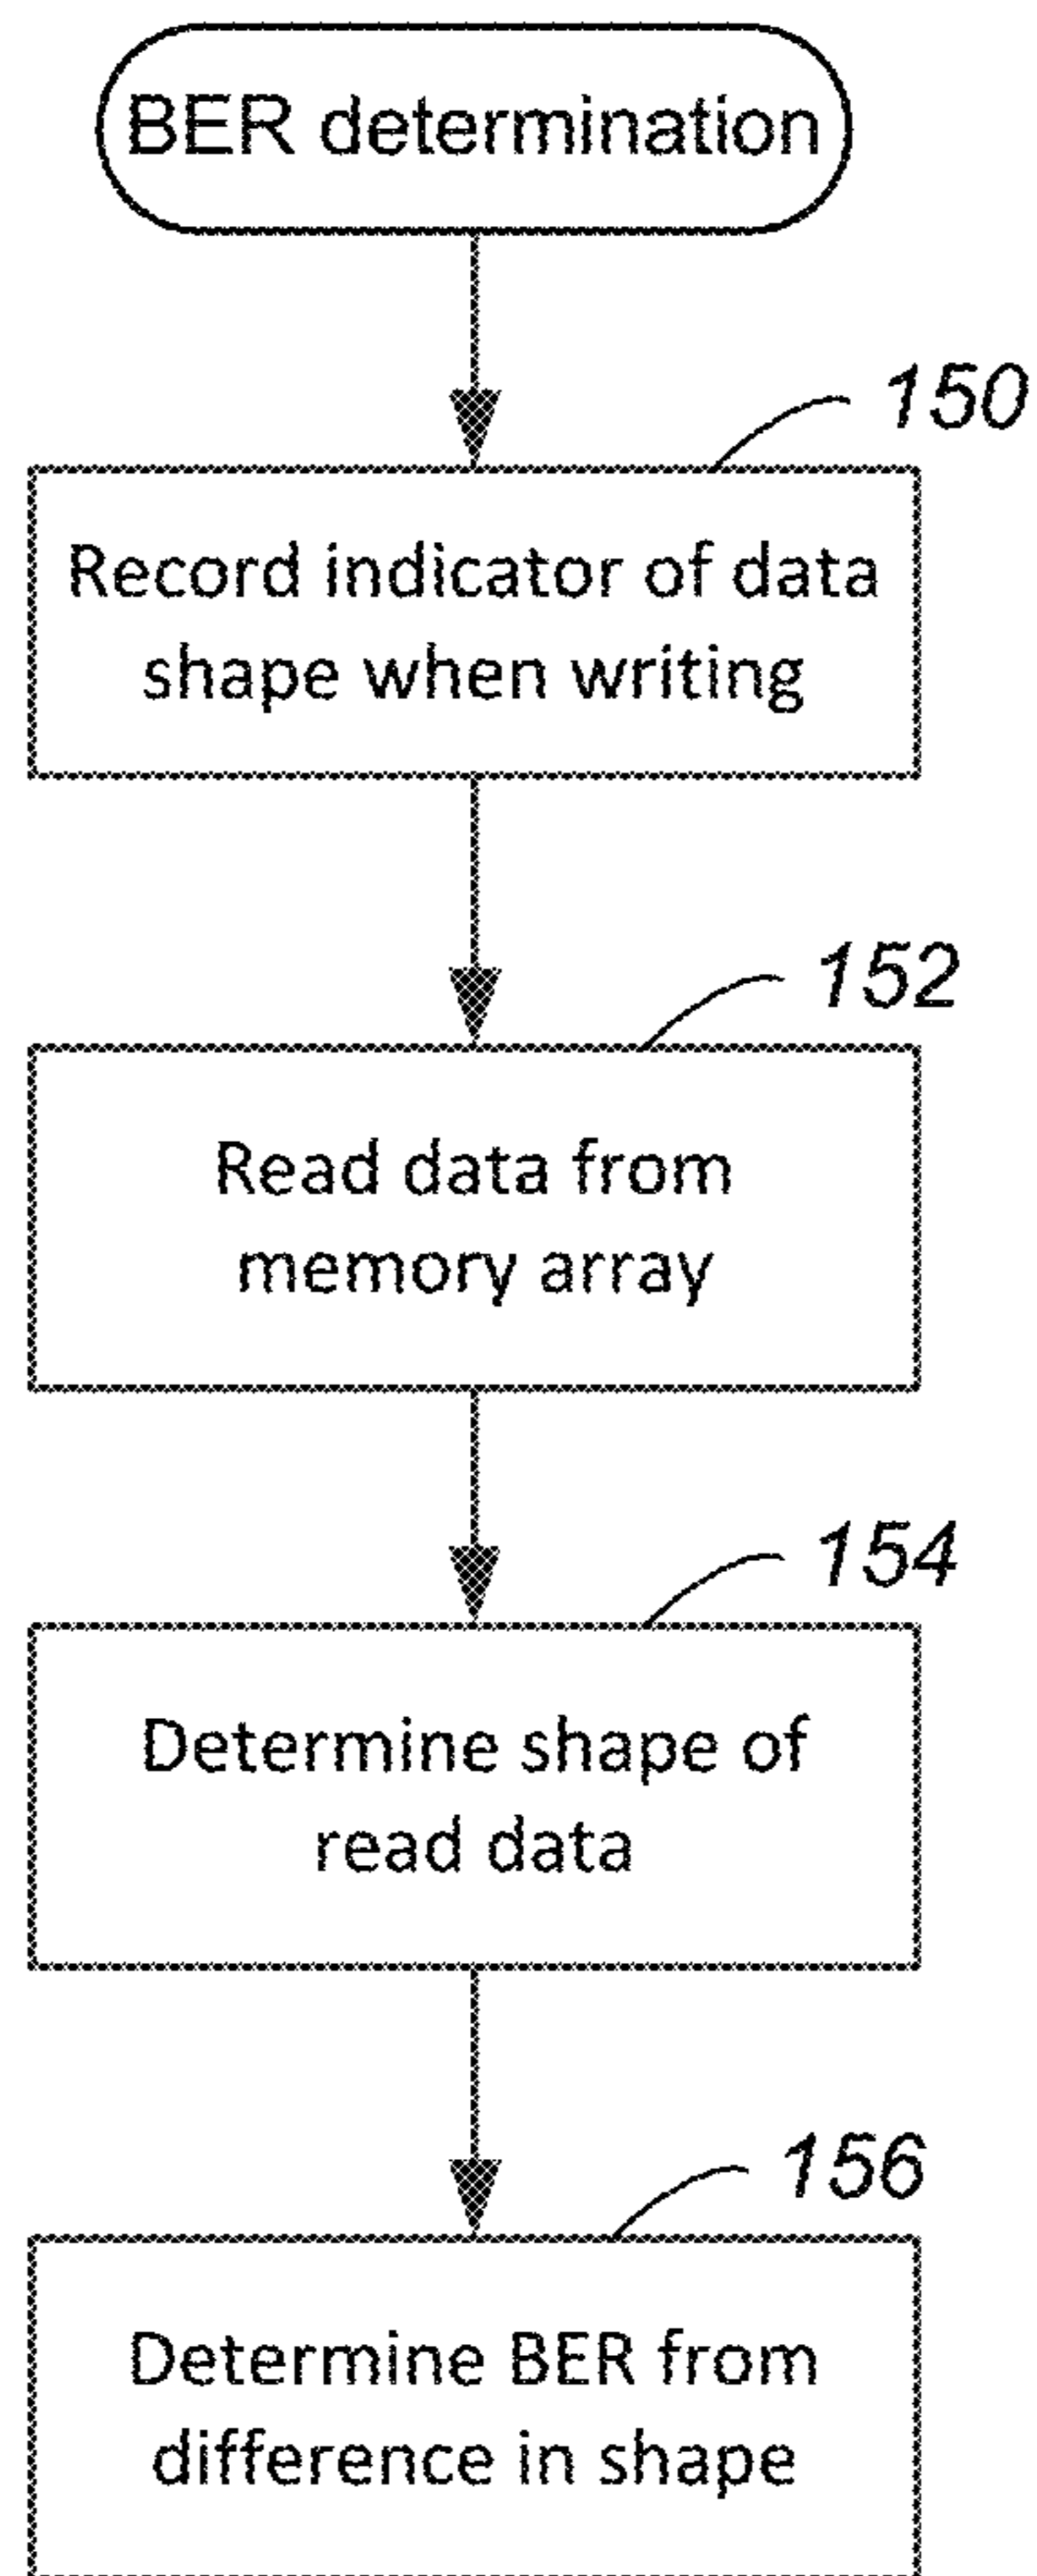 BER determination
150
Record indicator of data
shape when writing
152
Read data from
memory array
154
Determine shape of
read data
156
Determine BER from
difference in shape